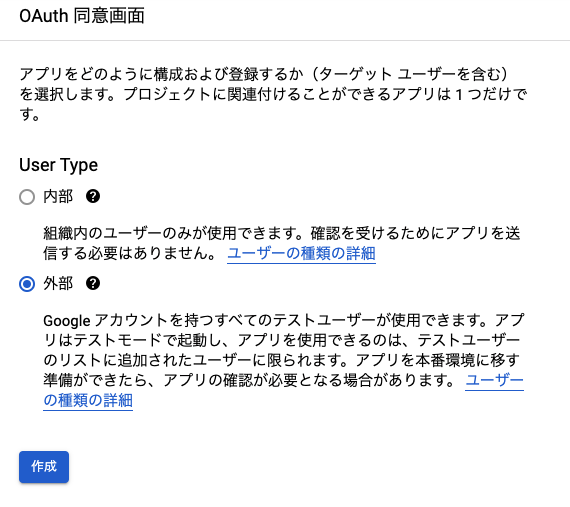 OAuth 同意画面
アプリをどのように構成および登録するか（ターゲット ユーザーを含む）
を選択します。プロジェクトに関連付けることができるアプリは 1 つだけで
す。
User Type
内部
組織内のユーザーのみが使用できます。確認を受けるためにアプリを送
信する必要はありません。 ユーザーの種類の詳細
外部
Google アカウントを持つすべてのテストユーザーが使用できます。アプ
リはテストモードで起動し、アプリを使用できるのは、テストユーザー
のリストに追加されたユーザーに限られます。アプリを本番環境に移す
準備ができたら、アプリの確認が必要となる場合があります。 ユーザー
の種類の詳細
作成